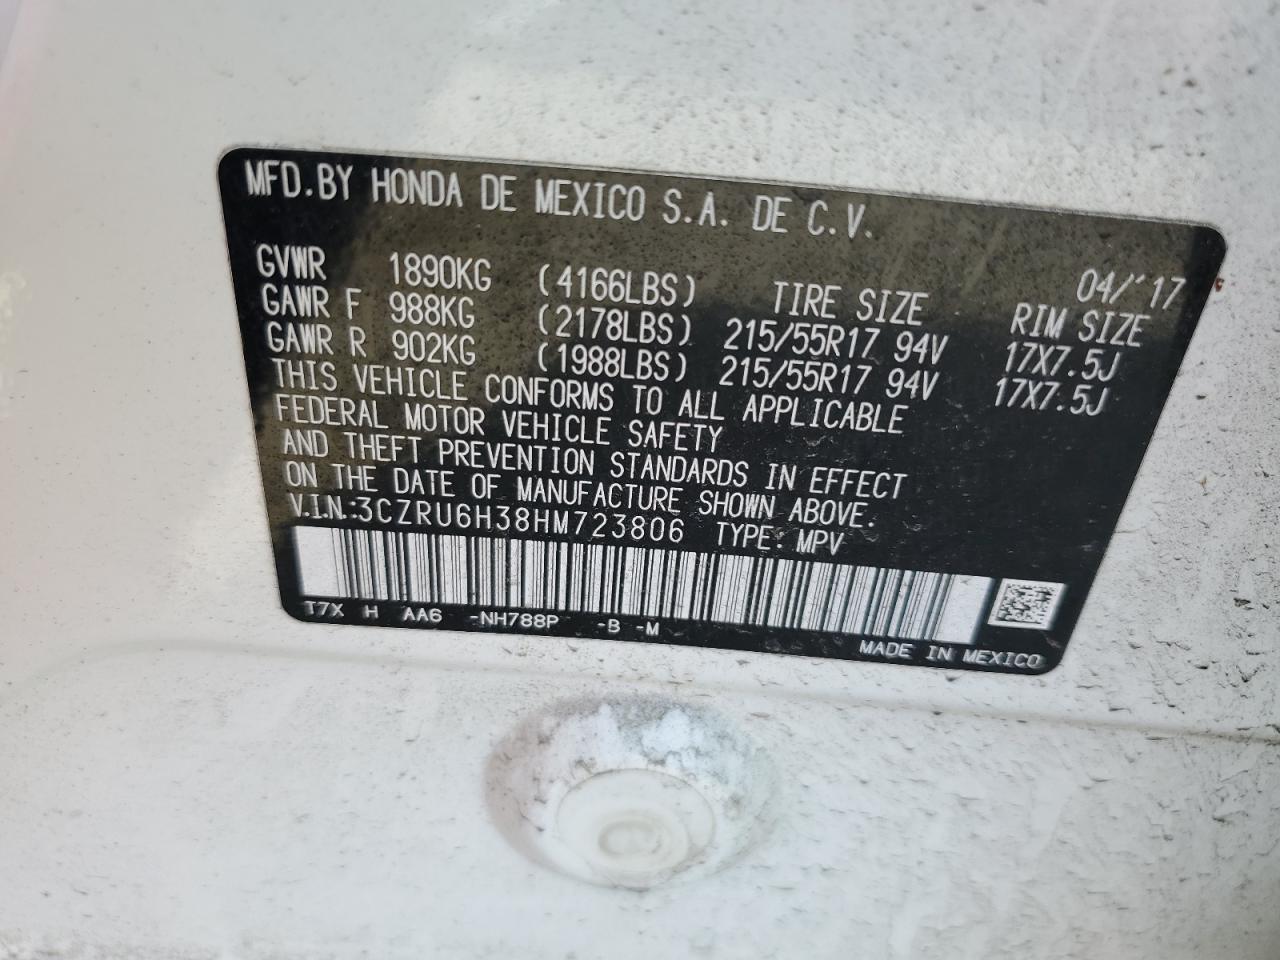 MFD.BY HONDA DE MEXICO S.A. DE C.V.
04/'17
GVWR 1890KG (4166LBS) TIRE SIZE RIM SIZE
GAWR F 988KG (2178LBS) 215/55R17 94V 17X7.5J
GAWR R 902KG (1988LBS) 215/55R17 94V 17X7.5J
THIS VEHICLE CONFORMS TO ALL APPLICABLE
FEDERAL MOTOR VEHICLE SAFETY
AND THEFT PREVENTION STANDARDS IN EFFECT
ON THE DATE OF MANUFACTURE SHOWN ABOVE.
V.I.N.:3CZRU6H38HM723806 TYPE: MPV
T7X H AA6 -NH788P -B -M
MADE IN MEXICO